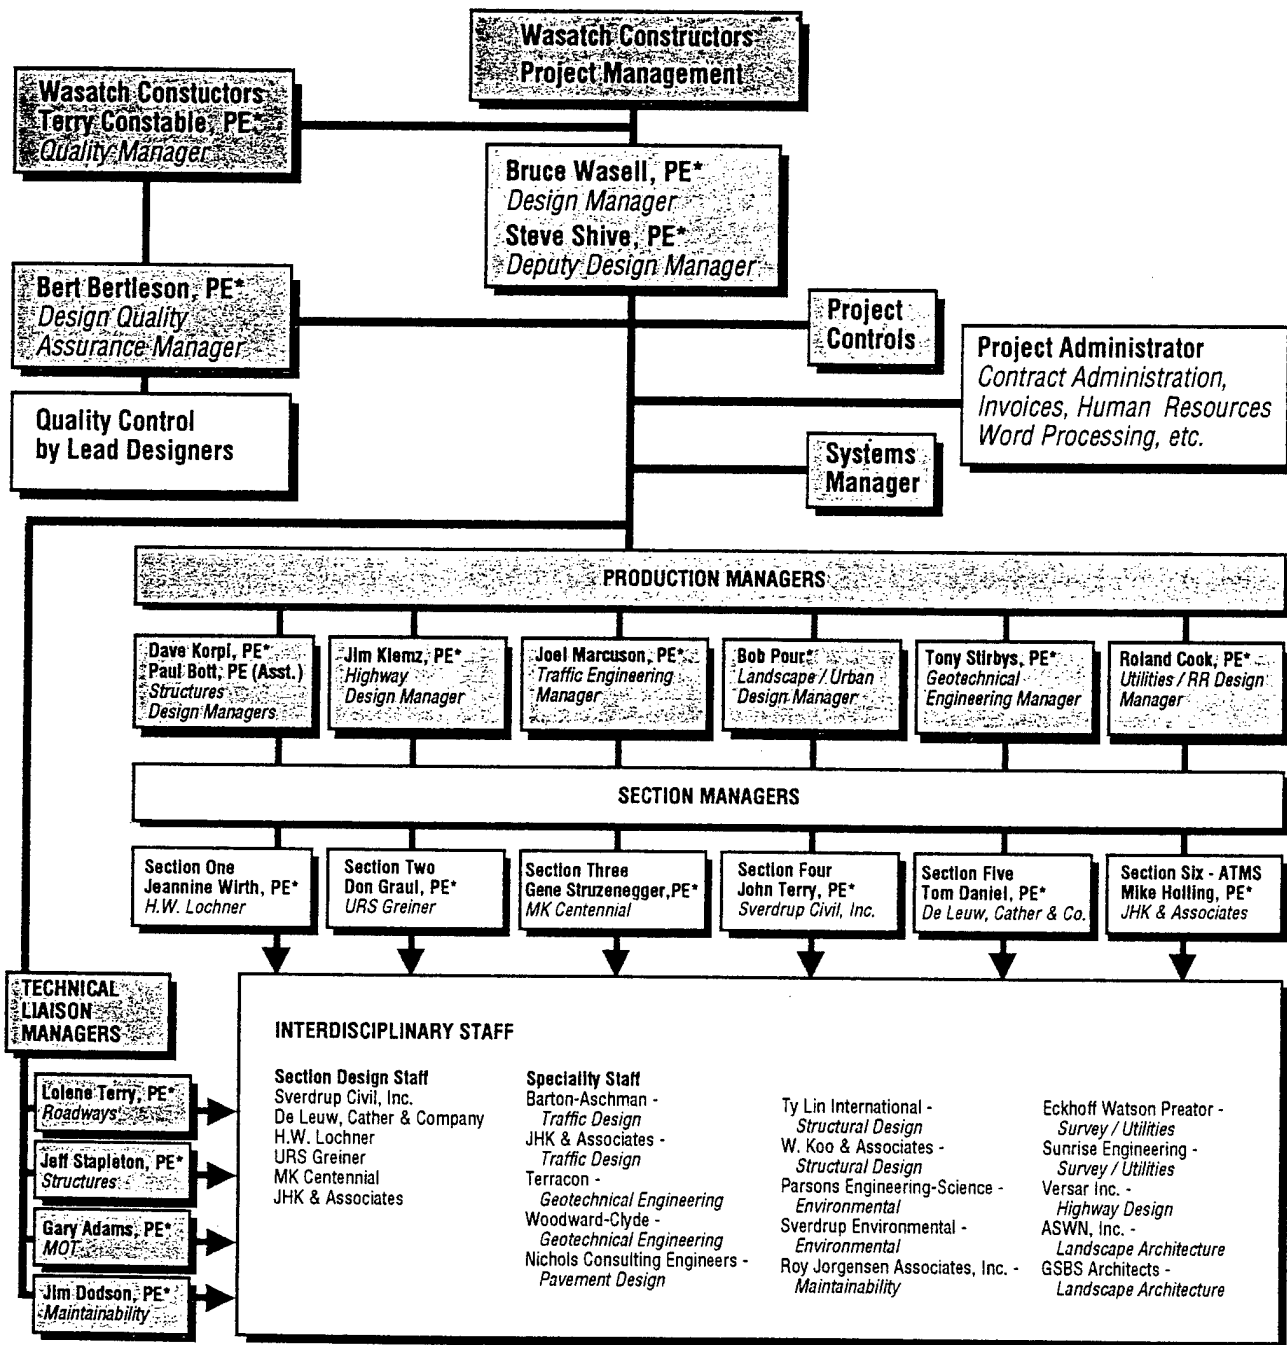 Wasatch Constructors
Project Management
Wasatch Constuctors
Terry Constable, PE*
Quality Manager
Bruce Wasell, PE*
Design Manager
Steve Shive, PE*
Deputy Design Manager
Bert Bertleson, PE*
Design Quality
Assurance Manager
Project
Controls
Project Administrator
Contract Administration,
Invoices, Human Resources
Word Processing, etc.
Quality Control
by Lead Designers
Systems
Manager
PRODUCTION MANAGERS
Dave Korpi, PE*
Paul Bott, PE (Asst.)
Structures
Design Managers
Jim Klemz, PE*
Highway
Design Manager
Joel Marcuson, PE*
Traffic Engineering
Manager
Bob Pour*
Landscape / Urban
Design Manager
Tony Stirbys, PE*
Geotechnical
Engineering Manager
Roland Cook, PE*
Utilities / RR Design
Manager
SECTION MANAGERS
Section One
Jeannine Wirth, PE*
H.W. Lochner
Section Two
Don Graul, PE*
URS Greiner
Section Three
Gene Struzenegger, PE*
MK Centennial
Section Four
John Terry, PE*
Sverdrup Civil, Inc.
Section Five
Tom Daniel, PE*
De Leuw, Cather & Co.
Section Six - ATMS
Mike Holling, PE*
JHK & Associates
TECHNICAL
LIAISON
MANAGERS
Lolene Terry, PE*
Roadways
Jeff Stapleton, PE*
Structures
Gary Adams, PE*
MOT
Jim Dodson, PE*
Maintainability
INTERDISCIPLINARY STAFF
Section Design Staff
Sverdrup Civil, Inc.
De Leuw, Cather & Company
H.W. Lochner
URS Greiner
MK Centennial
JHK & Associates
Speciality Staff
Barton-Aschman -
Traffic Design
JHK & Associates -
Traffic Design
Terracon -
Geotechnical Engineering
Woodward-Clyde -
Geotechnical Engineering
Nichols Consulting Engineers -
Pavement Design
Ty Lin International -
Structural Design
W. Koo & Associates -
Structural Design
Parsons Engineering-Science -
Environmental
Sverdrup Environmental -
Environmental
Roy Jorgensen Associates, Inc. -
Maintainability
Eckhoff Watson Preator -
Survey / Utilities
Sunrise Engineering -
Survey / Utilities
Versar Inc. -
Highway Design
ASWN, Inc. -
Landscape Architecture
GSBS Architects -
Landscape Architecture